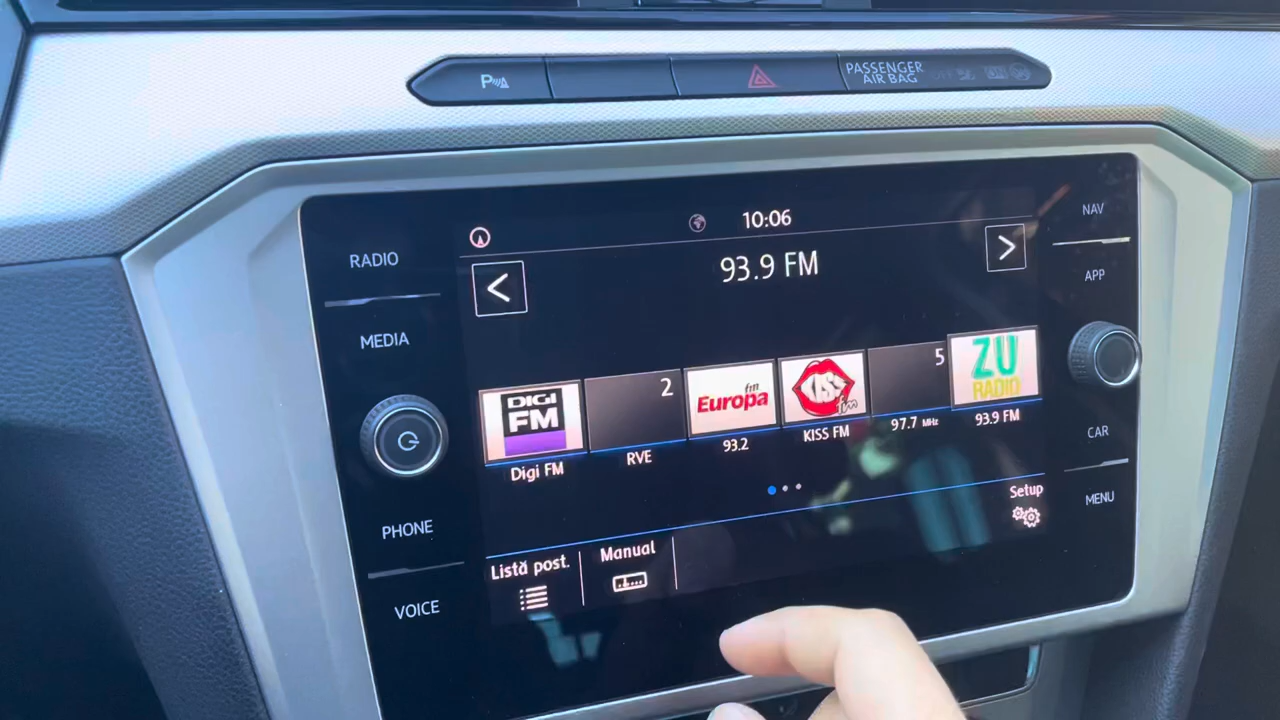 P
PASSENGER
AIR BAG
10:06
93.9 FM
RADIO
MEDIA
PHONE
VOICE
NAV
APP
CAR
MENU
<
>
DIGI
FM
Digi FM
2
RVE
Europa fm
93.2
KISS
fm
KISS FM
5
97.7 MHz
ZU
RADIO
93.9 FM
Setup
Listă post.
Manual